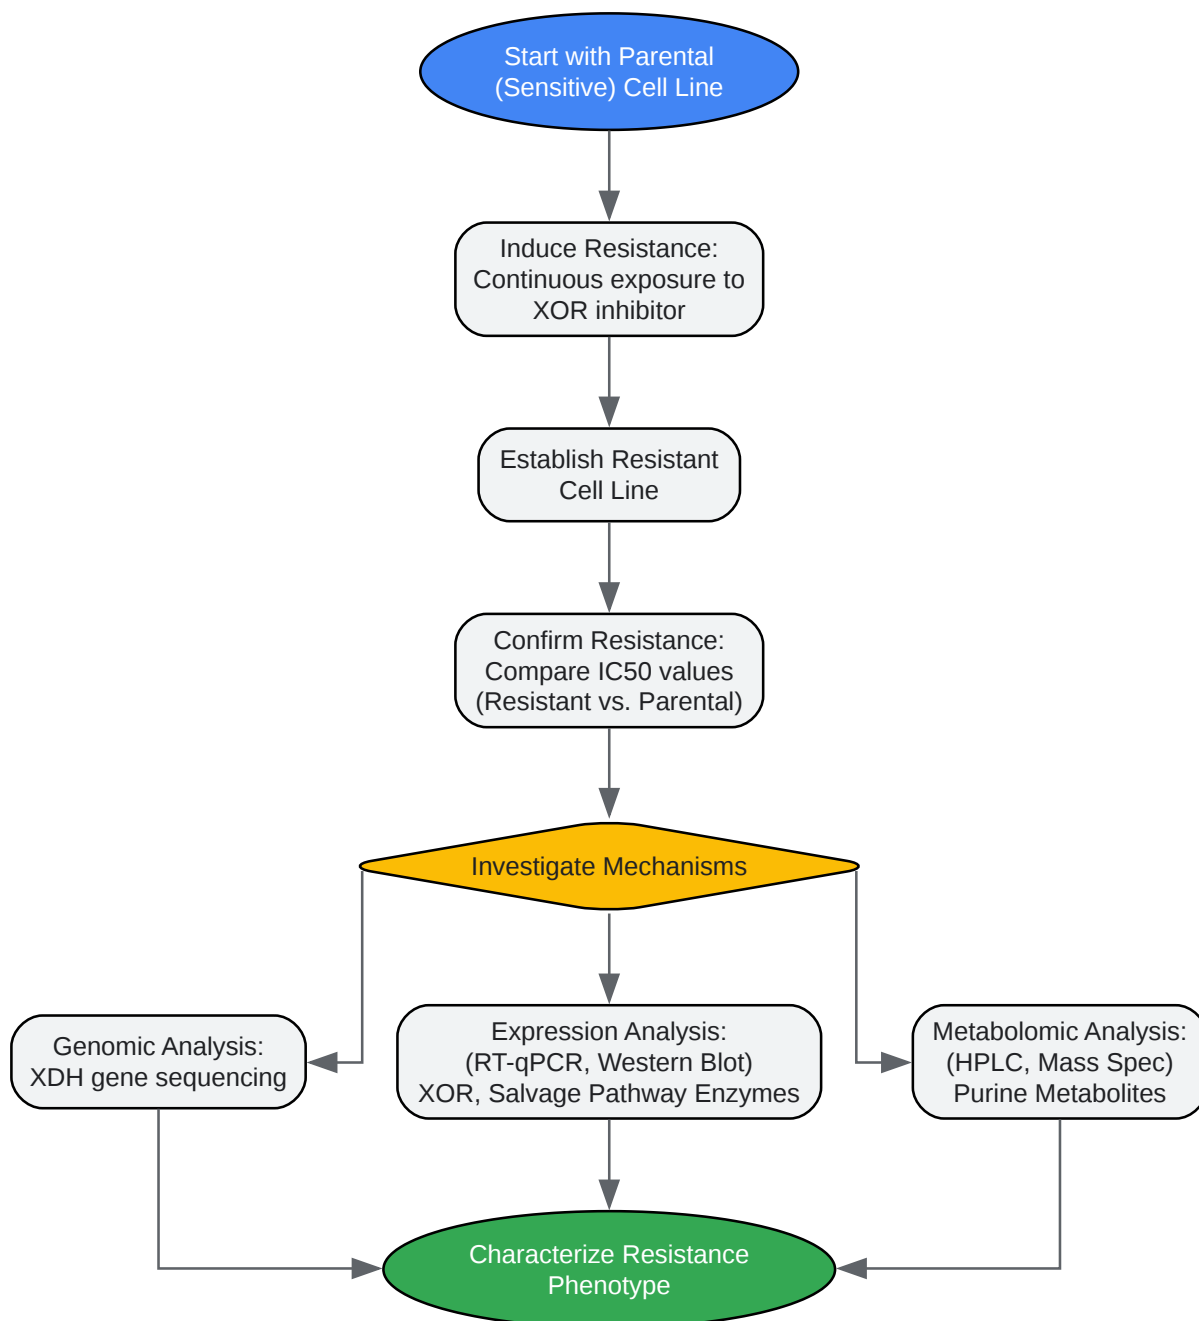 Start with Parental
(Sensitive) Cell Line
Induce Resistance:
Continuous exposure to
XOR inhibitor
Establish Resistant
Cell Line
Confirm Resistance:
Compare IC50 values
(Resistant vs. Parental)
Investigate Mechanisms
Genomic Analysis:
XDH gene sequencing
Expression Analysis:
(RT-qPCR, Western Blot)
XOR, Salvage Pathway Enzymes
Metabolomic Analysis:
(HPLC, Mass Spec)
Purine Metabolites
Characterize Resistance
Phenotype